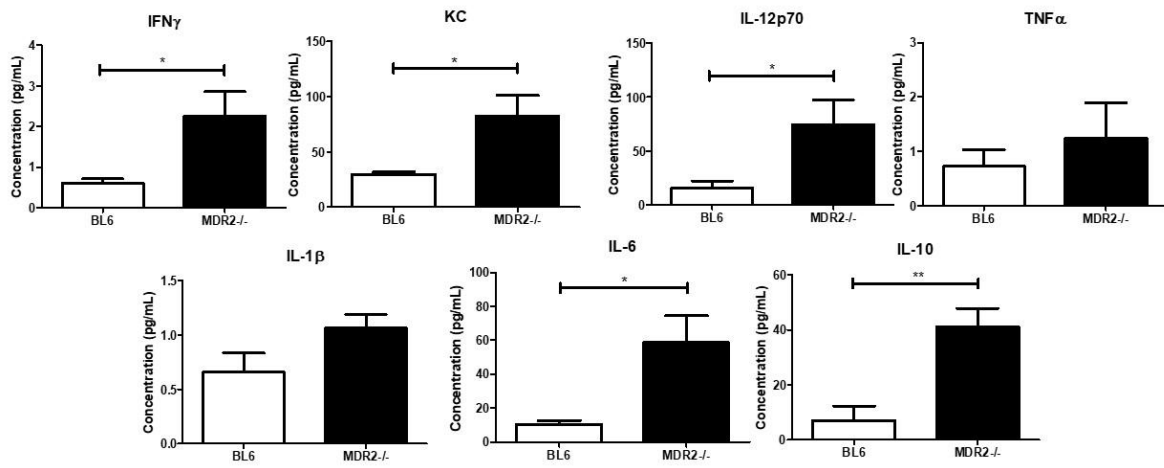 IFNγ
Concentration (pg/mL)
4
3
2
1
0
*
BL6
MDR2-/-
KC
Concentration (pg/mL)
150
100
50
0
*
BL6
MDR2-/-
IL-12p70
Concentration (pg/mL)
150
100
50
0
*
BL6
MDR2-/-
TNFα
Concentration (pg/mL)
3
2
1
0
BL6
MDR2-/-
IL-1β
Concentration (pg/mL)
1.5
1.0
0.5
0.0
BL6
MDR2-/-
IL-6
Concentration (pg/mL)
100
80
60
40
20
0
*
BL6
MDR2-/-
IL-10
Concentration (pg/mL)
60
40
20
0
**
BL6
MDR2-/-